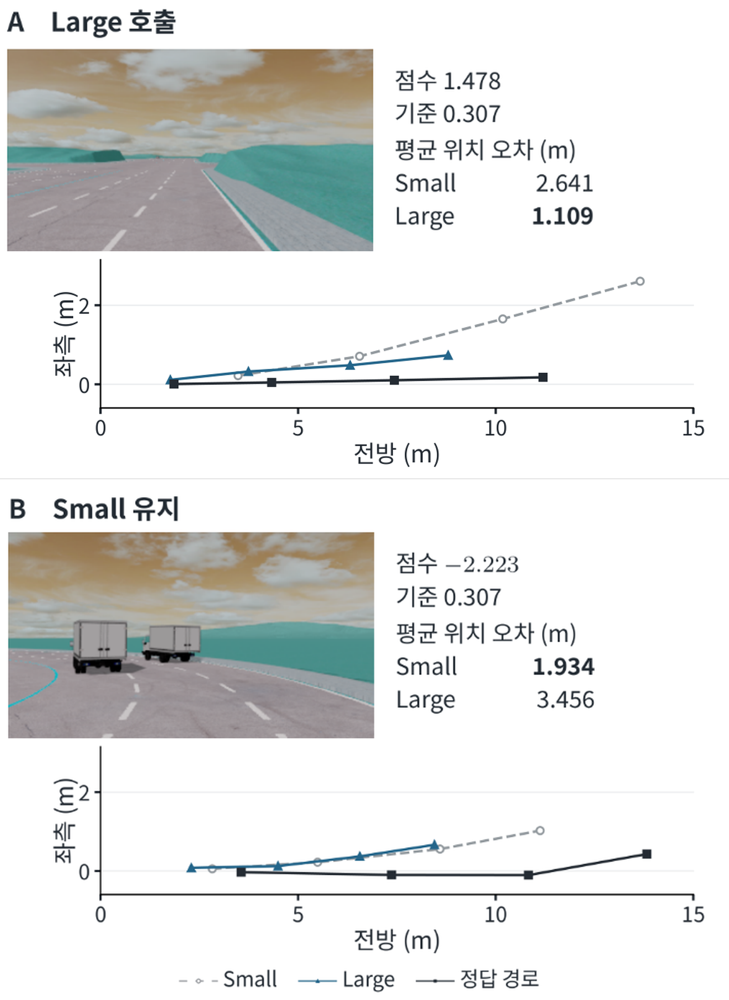 A Large 호출
점수 1.478
기준 0.307
평균 위치 오차 (m)
Small 2.641
Large 1.109
좌측 (m)
2
0
0 5 10 15
전방 (m)
B Small 유지
점수 −2.223
기준 0.307
평균 위치 오차 (m)
Small 1.934
Large 3.456
좌측 (m)
2
0
0 5 10 15
전방 (m)
Small Large 정답 경로